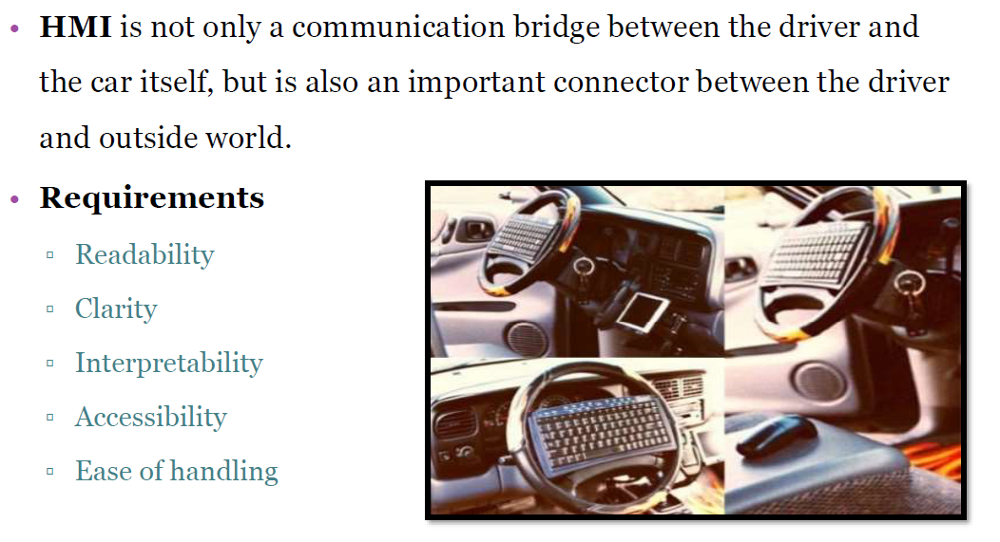 • HMI is not only a communication bridge between the driver and
the car itself, but is also an important connector between the driver
and outside world.
• Requirements
▫ Readability
▫ Clarity
▫ Interpretability
▫ Accessibility
▫ Ease of handling